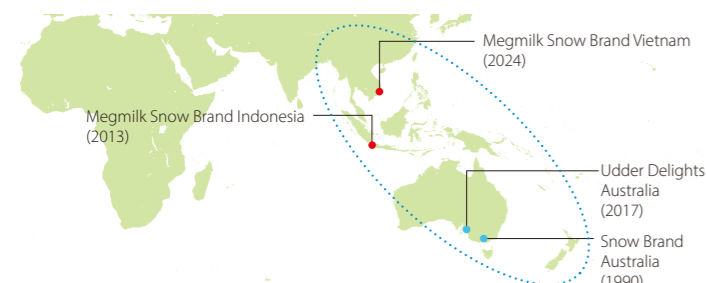 Megmilk Snow Brand Vietnam
(2024)
Megmilk Snow Brand Indonesia
(2013)
Udder Delights
Australia
(2017)
Snow Brand
Australia
(1990)